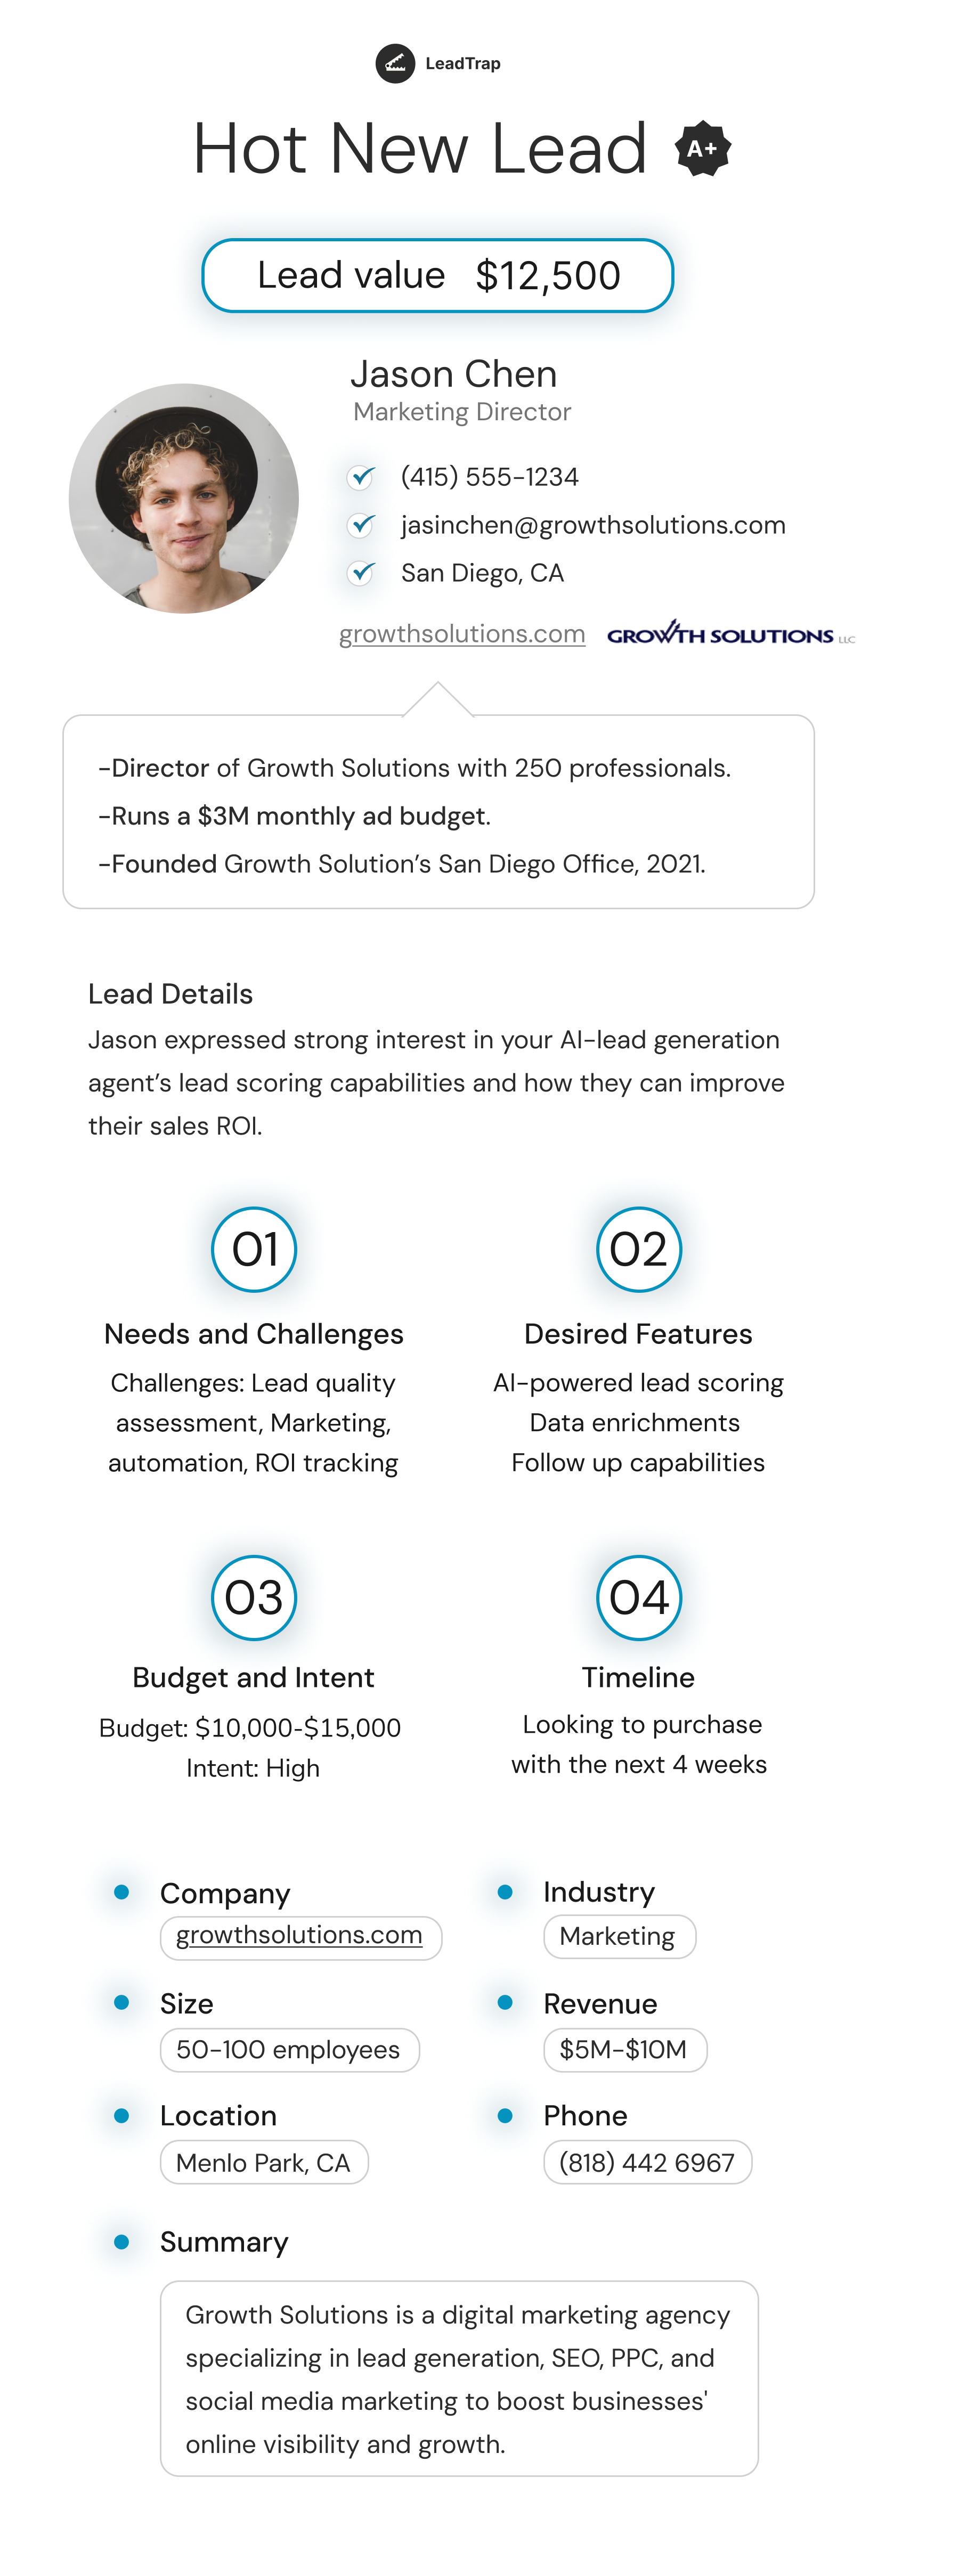 LeadTrap
Hot New Lead A+
Lead value $12,500
Jason Chen
Marketing Director
(415) 555-1234
jasinchen@growthsolutions.com
San Diego, CA
growthsolutions.com GROWTH SOLUTIONS LLC
-Director of Growth Solutions with 250 professionals.
-Runs a $3M monthly ad budget.
-Founded Growth Solution's San Diego Office, 2021.
Lead Details
Jason expressed strong interest in your AI-lead generation
agent's lead scoring capabilities and how they can improve
their sales ROI.
01
Needs and Challenges
Challenges: Lead quality
assessment, Marketing,
automation, ROI tracking
02
Desired Features
AI-powered lead scoring
Data enrichments
Follow up capabilities
03
Budget and Intent
Budget: $10,000-$15,000
Intent: High
04
Timeline
Looking to purchase
with the next 4 weeks
Company
growthsolutions.com
Industry
Marketing
Size
50-100 employees
Revenue
$5M-$10M
Location
Menlo Park, CA
Phone
(818) 442 6967
Summary
Growth Solutions is a digital marketing agency
specializing in lead generation, SEO, PPC, and
social media marketing to boost businesses'
online visibility and growth.